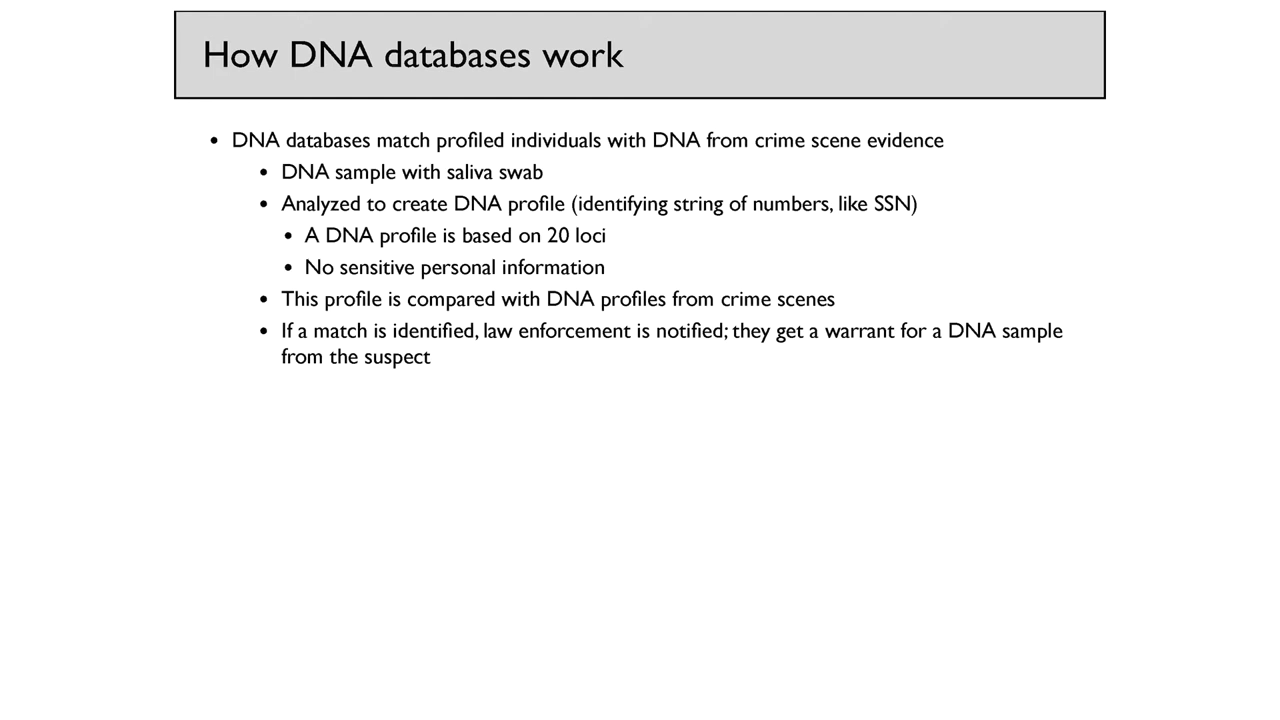 How DNA databases work
• DNA databases match profiled individuals with DNA from crime scene evidence
• DNA sample with saliva swab
• Analyzed to create DNA profile (identifying string of numbers, like SSN)
• A DNA profile is based on 20 loci
• No sensitive personal information
• This profile is compared with DNA profiles from crime scenes
• If a match is identified, law enforcement is notified; they get a warrant for a DNA sample
from the suspect